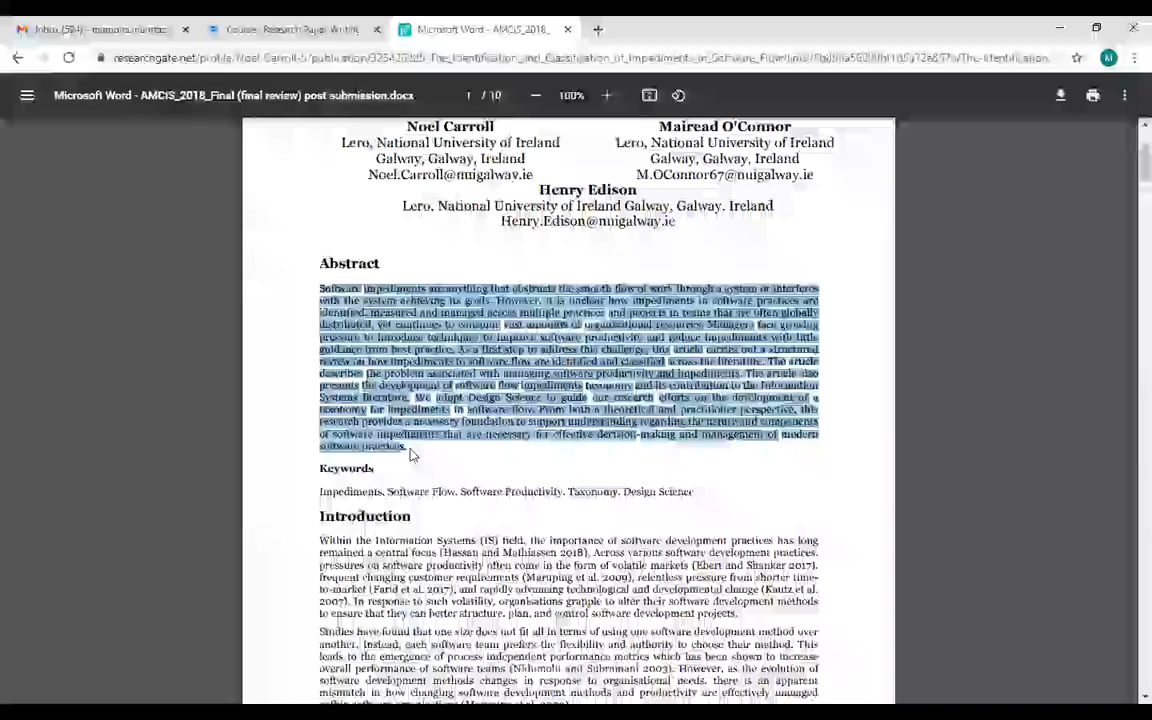 Inbox (594) -
Course: Research Paper Writing
Microsoft Word - AMCIS_2018_
Microsoft Word - AMCIS_2018_Final (final review) post submission.docx
1 / 10
100%
Noel Carroll
Lero, National University of Ireland
Galway, Galway, Ireland
Noel.Carroll@nuigalway.ie
Mairead O'Connor
Lero, National University of Ireland
Galway, Galway, Ireland
M.OConnor67@nuigalway.ie
Henry Edison
Lero, National University of Ireland Galway, Galway. Ireland
Henry.Edison@nuigalway.ie
Abstract
Software impediments are anything that obstructs the smooth flow of work through a system or interferes
with the system achieving its goals. However, it is unclear how impediments in software practices are
identified, measured and managed across multiple practices and projects in teams that are often globally
distributed, yet continues to consume vast amounts of organisational resources. Managers face growing
pressure to introduce techniques to improve software productivity and reduce impediments with little
guidance from best practice. As a first step to address this challenge, this article carries out a structured
review on how impediments to software flow are identified and classified across the literature. The article
describes the problem associated with managing software productivity and impediments. The article also
presents the development of software flow impediments taxonomy and its contribution to the Information
Systems literature. We adopt Design Science to guide our research efforts on the development of a
taxonomy for impediments in software flow. From both a theoretical and practitioner perspective, this
research provides a necessary foundation to support understanding regarding the nature and components
of software impediments that are necessary for effective decision-making and management of modern
software practices.
Keywords
Impediments, Software Flow, Software Productivity, Taxonomy, Design Science
Introduction
Within the Information Systems (IS) field, the importance of software development practices has long
remained a central focus (Hassan and Mathiassen 2018). Across various software development practices,
pressures on software productivity often come in the form of volatile markets (Ebert and Shankar 2017),
frequent changing customer requirements (Maruping et al. 2009), relentless pressure from shorter time-
to-market (Farid et al. 2017), and rapidly advancing technological and developmental change (Kautz et al.
2007). In response to such volatility, organisations grapple to alter their software development methods
to ensure that they can better structure, plan, and control software development projects.
Studies have found that one size does not fit all in terms of using one software development method over
another. Instead, each software team prefers the flexibility and authority to choose their method. This
leads to the emergence of process independent performance metrics which has been shown to increase
overall performance of software teams (Nidumolu and Subramani 2003). However, as the evolution of
software development methods changes in response to organisational needs, there is an apparent
mismatch in how changing software development methods and productivity are effectively managed